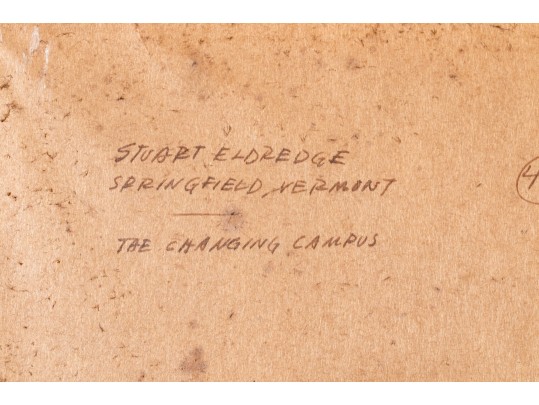 STUART ELDREDGE
SPRINGFIELD, VERMONT
THE CHANGING CAMPUS
4